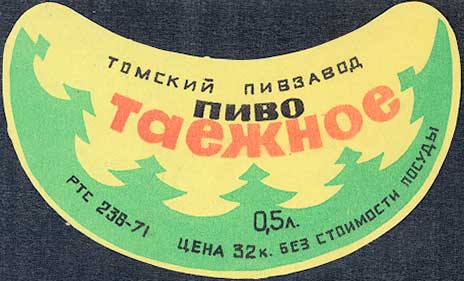 ТОМСКИЙ ПИВЗАВОД
ПИВО
таежное
РТС 238-71
0,5л.
ЦЕНА 32к. БЕЗ СТОИМОСТИ ПОСУДЫ